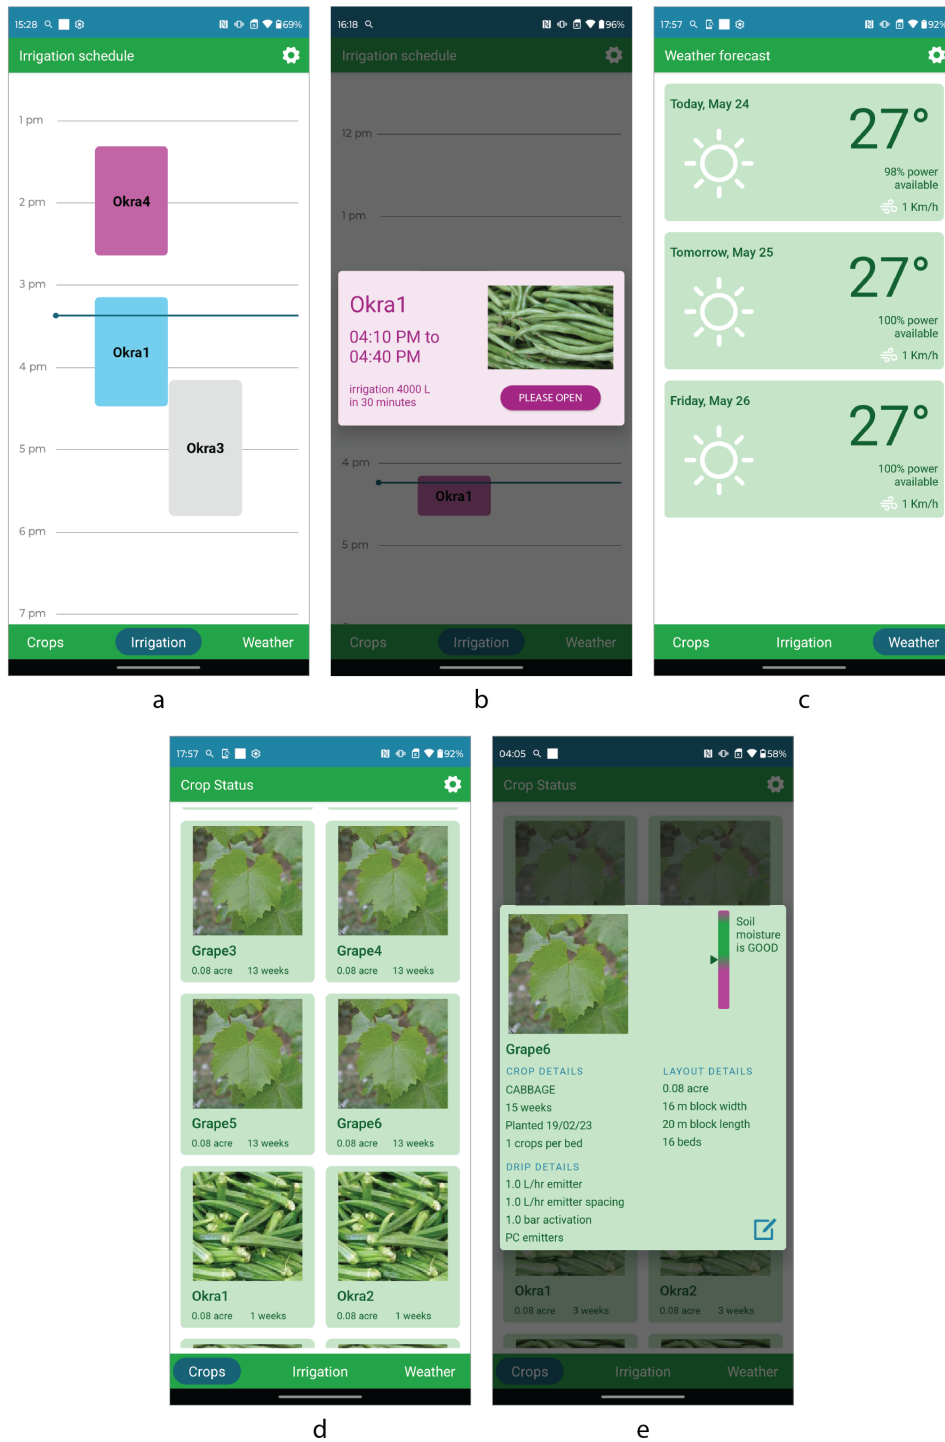 15:28
69%
Irrigation schedule
1 pm
Okra4
2 pm
3 pm
Okra1
4 pm
Okra3
5 pm
6 pm
7 pm
Crops Irrigation Weather
a
16:18
96%
Irrigation schedule
12 pm
1 pm
Okra1
04:10 PM to
04:40 PM
irrigation 4000 L
in 30 minutes
PLEASE OPEN
4 pm
Okra1
5 pm
Crops Irrigation Weather
b
17:57
92%
Weather forecast
Today, May 24
27°
98% power
available
1 Km/h
Tomorrow, May 25
27°
100% power
available
1 Km/h
Friday, May 26
27°
100% power
available
1 Km/h
Crops Irrigation Weather
c
17:57
92%
Crop Status
Grape3
0.08 acre 13 weeks
Grape4
0.08 acre 13 weeks
Grape5
0.08 acre 13 weeks
Grape6
0.08 acre 13 weeks
Okra1
0.08 acre 1 weeks
Okra2
0.08 acre 1 weeks
Crops Irrigation Weather
d
04:05
58%
Crop Status
Soil
moisture
is GOOD
Grape6
CROP DETAILS
CABBAGE
15 weeks
Planted 19/02/23
1 crops per bed
LAYOUT DETAILS
0.08 acre
16 m block width
20 m block length
16 beds
DRIP DETAILS
1.0 L/hr emitter
1.0 L/hr emitter spacing
1.0 bar activation
PC emitters
Okra1
0.08 acre 3 weeks
Okra2
0.08 acre 3 weeks
Crops Irrigation Weather
e